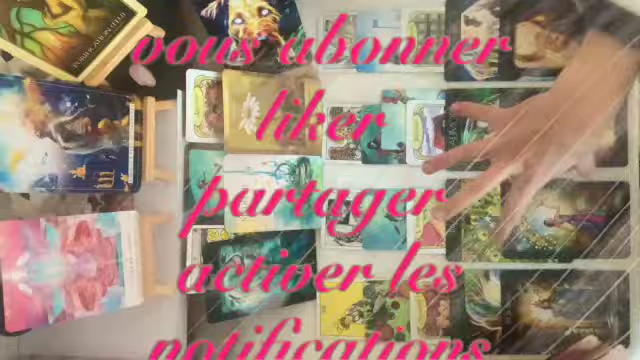 vous abonner
liker
partager
activer les
notifications